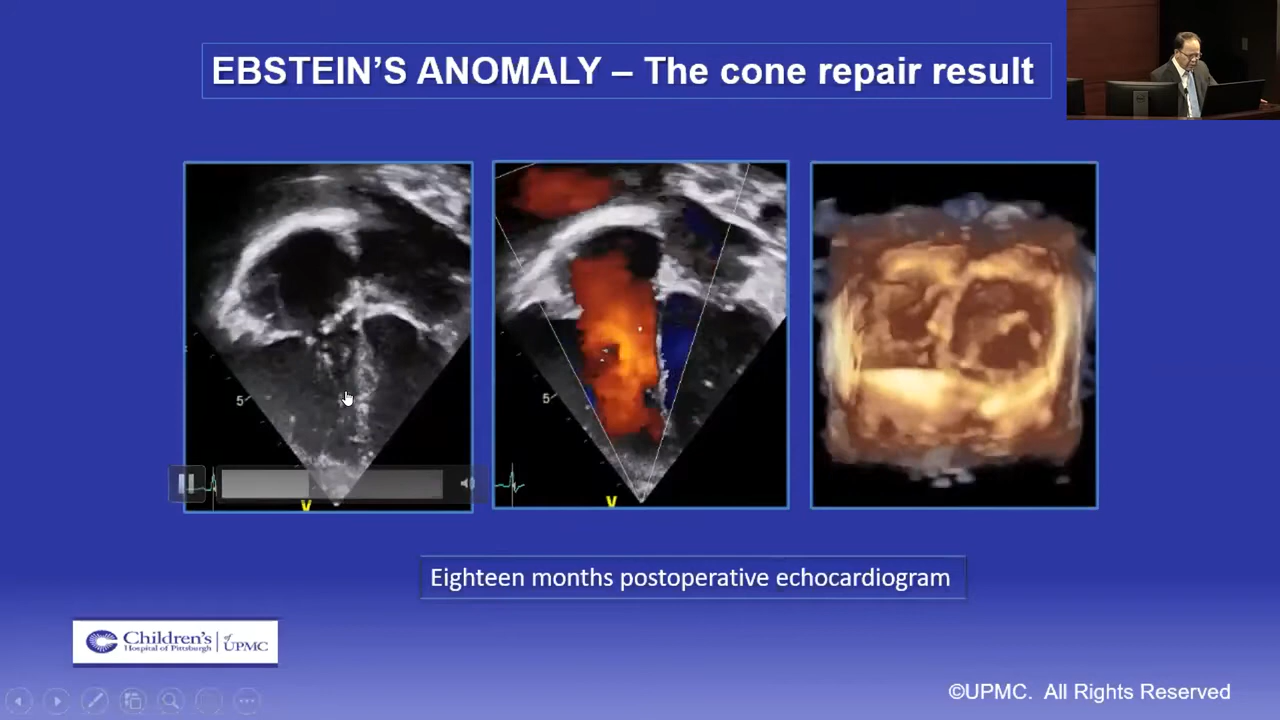 EBSTEIN'S ANOMALY – The cone repair result
5
V
5
V
Eighteen months postoperative echocardiogram
Children's
Hospital of Pittsburgh
of
UPMC
©UPMC. All Rights Reserved